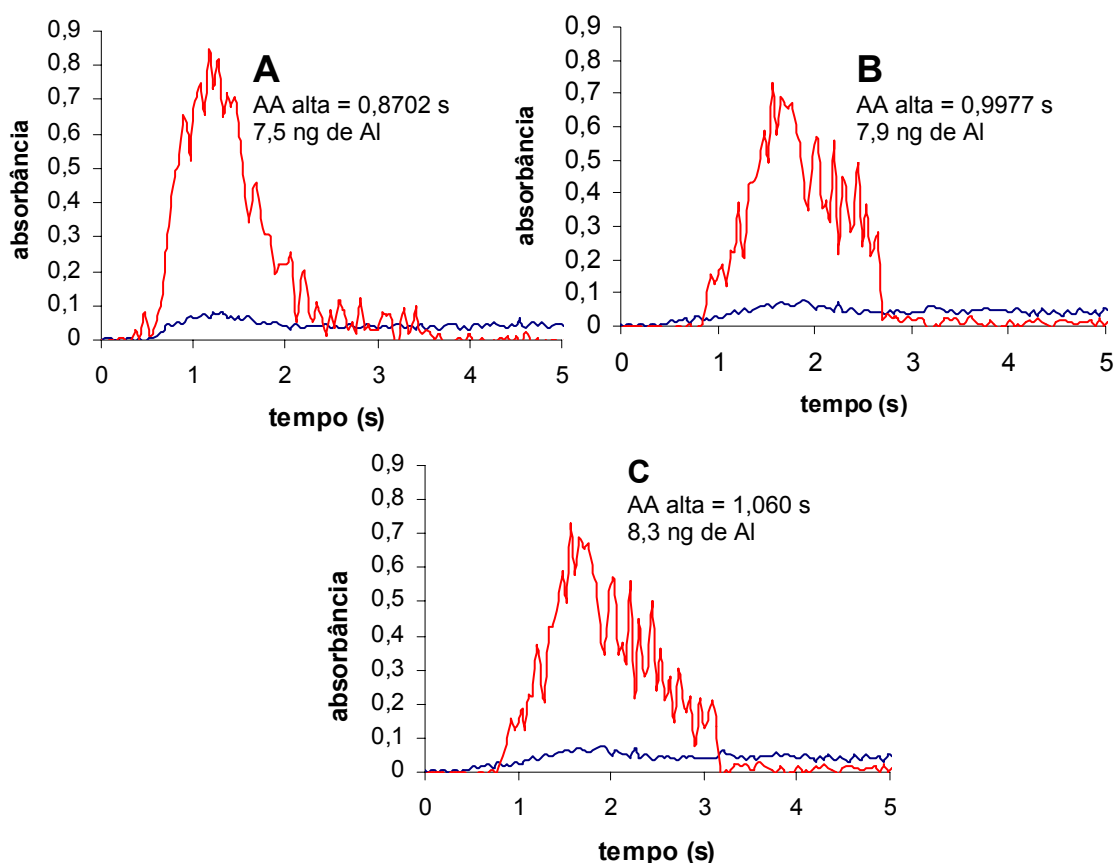 A
AA alta = 0,8702 s
7,5 ng de Al
absorbância
0,9
0,8
0,7
0,6
0,5
0,4
0,3
0,2
0,1
0
0 1 2 3 4 5
tempo (s)
B
AA alta = 0,9977 s
7,9 ng de Al
absorbância
0,9
0,8
0,7
0,6
0,5
0,4
0,3
0,2
0,1
0
0 1 2 3 4 5
tempo (s)
C
AA alta = 1,060 s
8,3 ng de Al
absorbância
0,9
0,8
0,7
0,6
0,5
0,4
0,3
0,2
0,1
0
0 1 2 3 4 5
tempo (s)